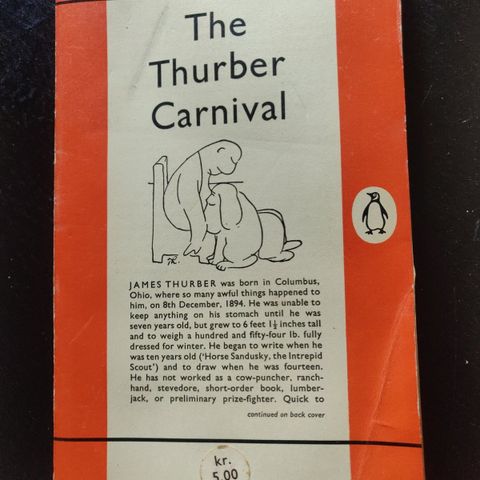 The
Thurber
Carnival
JAMES THURBER was born in Columbus,
Ohio, where so many awful things happened to
him, on 8th December, 1894. He was unable to
keep anything on his stomach until he was
seven years old, but grew to 6 feet 1½ inches tall
and to weigh a hundred and fifty-four lb. fully
dressed for winter. He began to write when he
was ten years old ('Horse Sandusky, the Intrepid
Scout') and to draw when he was fourteen.
He has not worked as a cow-puncher, ranch-
hand, stevedore, short-order book, lumber-
jack, or preliminary prize-fighter. Quick to
continued on back cover
kr.
5.00